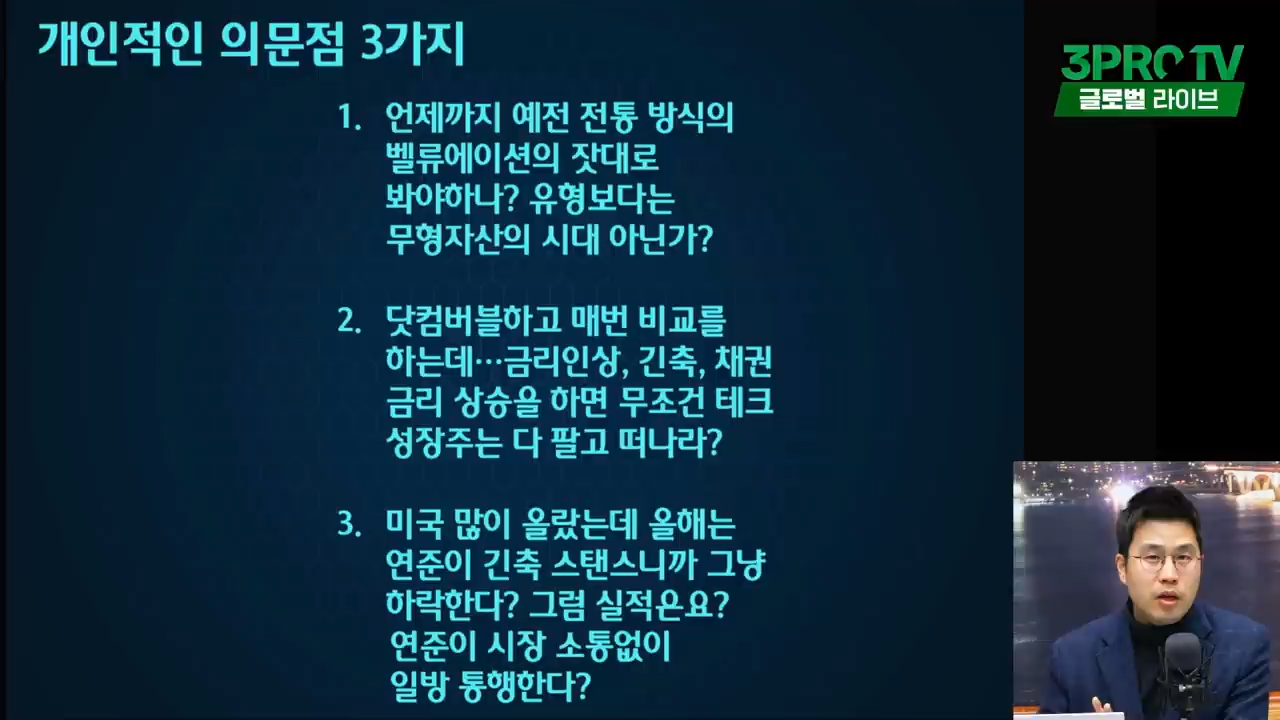 개인적인 의문점 3가지
3PRO TV
글로벌 라이브
1. 언제까지 예전 전통 방식의
벨류에이션의 잣대로
봐야하나? 유형보다는
무형자산의 시대 아닌가?
2. 닷컴버블하고 매번 비교를
하는데…금리인상, 긴축, 채권
금리 상승을 하면 무조건 테크
성장주는 다 팔고 떠나라?
3. 미국 많이 올랐는데 올해는
연준이 긴축 스탠스니까 그냥
하락한다? 그럼 실적은요?
연준이 시장 소통없이
일방 통행한다?